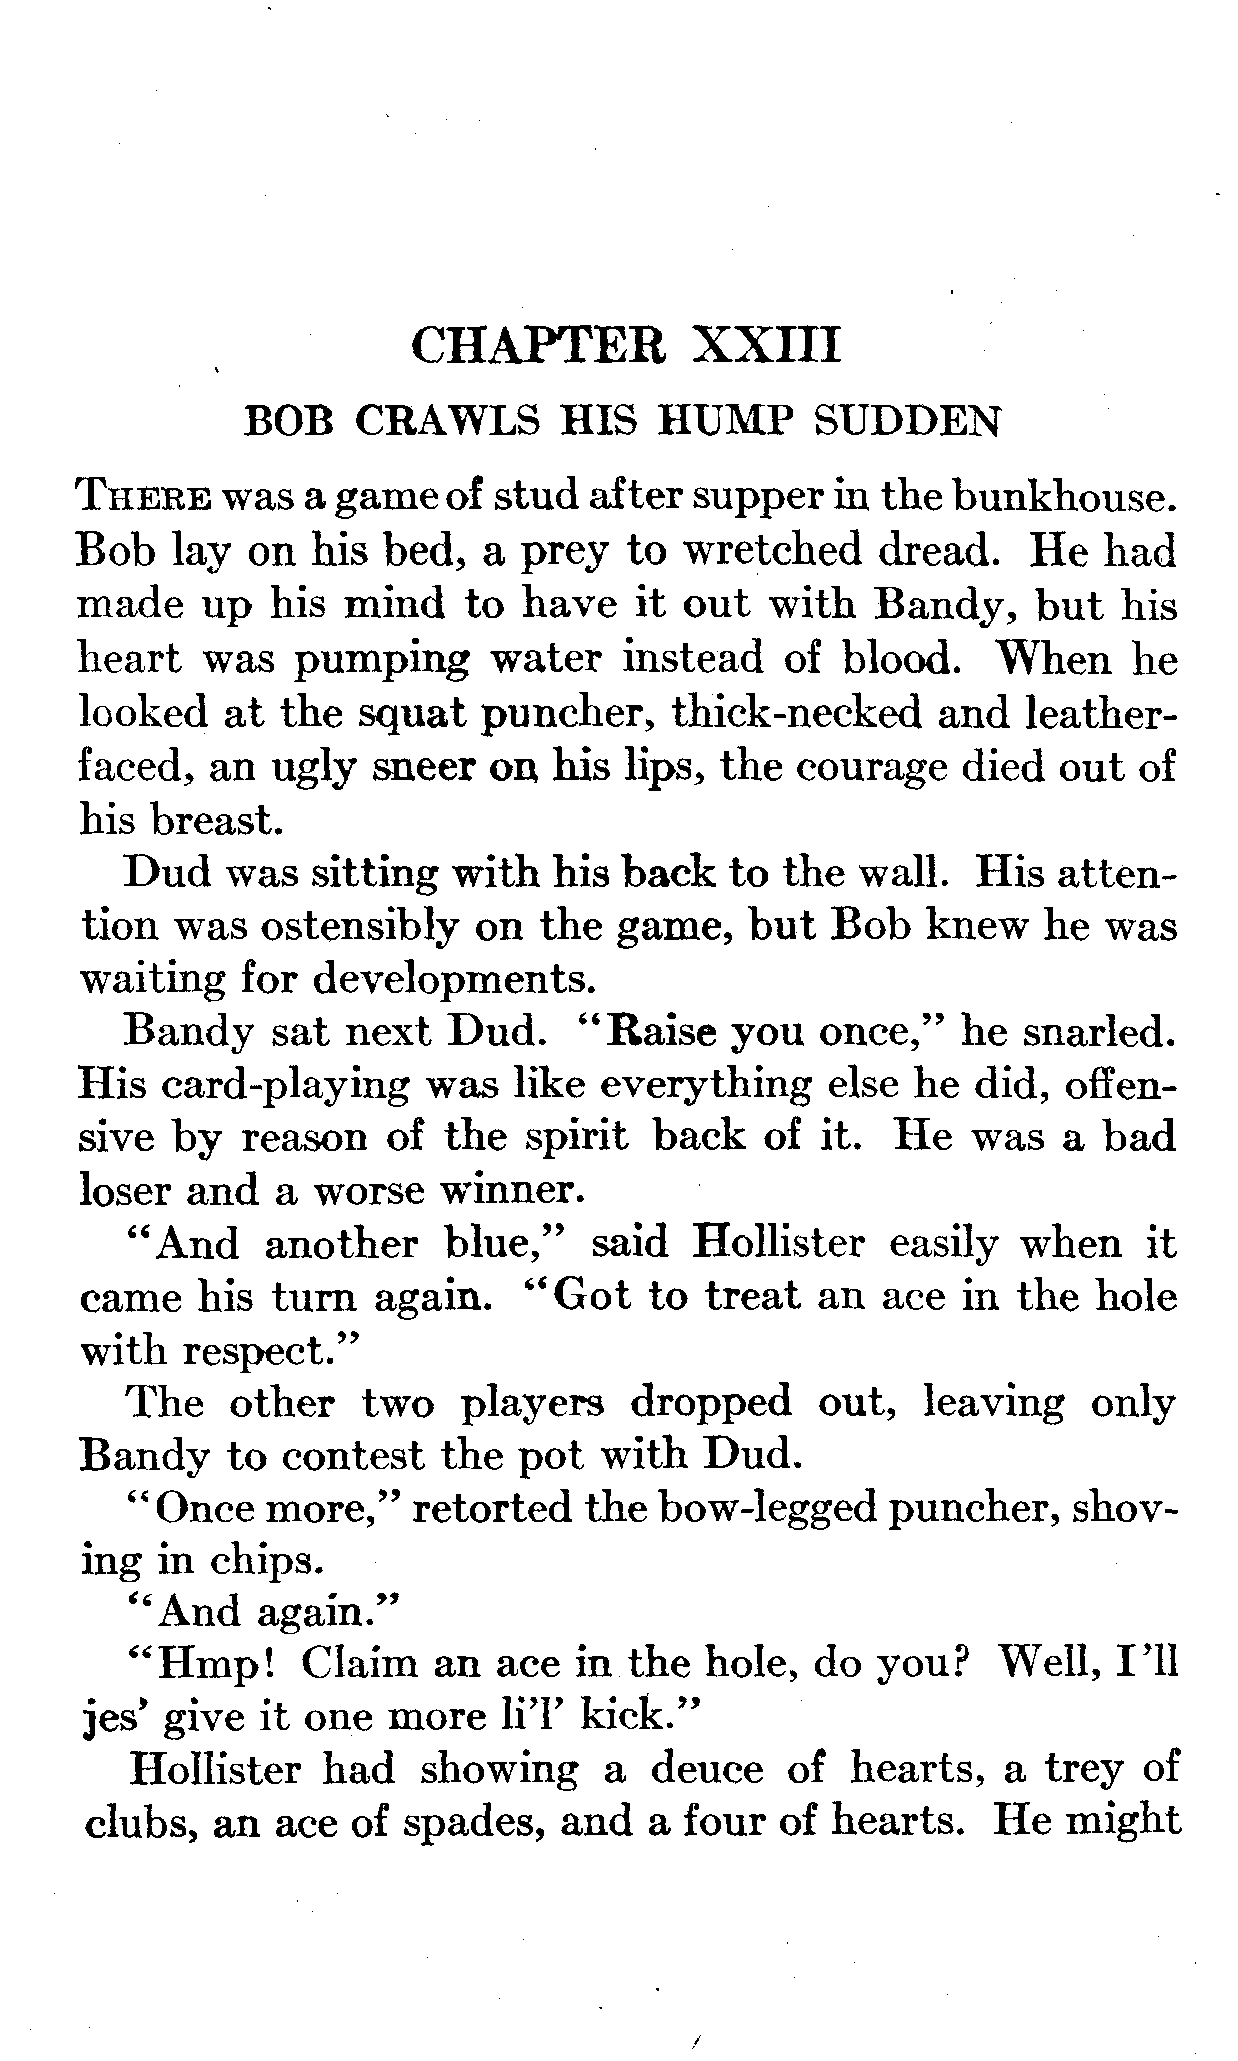 CHAPTER XXIII
BOB CRAWLS HIS HUMP SUDDEN
THERE was a game of stud after supper in the bunkhouse.
Bob lay on his bed, a prey to wretched dread. He had
made up his mind to have it out with Bandy, but his
heart was pumping water instead of blood. When he
looked at the squat puncher, thick-necked and leather-
faced, an ugly sneer on his lips, the courage died out of
his breast.
Dud was sitting with his back to the wall. His atten-
tion was ostensibly on the game, but Bob knew he was
waiting for developments.
Bandy sat next Dud. “Raise you once,” he snarled.
His card-playing was like everything else he did, offen-
sive by reason of the spirit back of it. He was a bad
loser and a worse winner.
“And another blue,” said Hollister easily when it
came his turn again. “Got to treat an ace in the hole
with respect.”
The other two players dropped out, leaving only
Bandy to contest the pot with Dud.
“Once more,” retorted the bow-legged puncher, shov-
ing in chips.
“And again.”
“Hmp! Claim an ace in the hole, do you? Well, I'll
jes’ give it one more li’l’ kick.”
Hollister had showing a deuce of hearts, a trey of
clubs, an ace of spades, and a four of hearts. He might